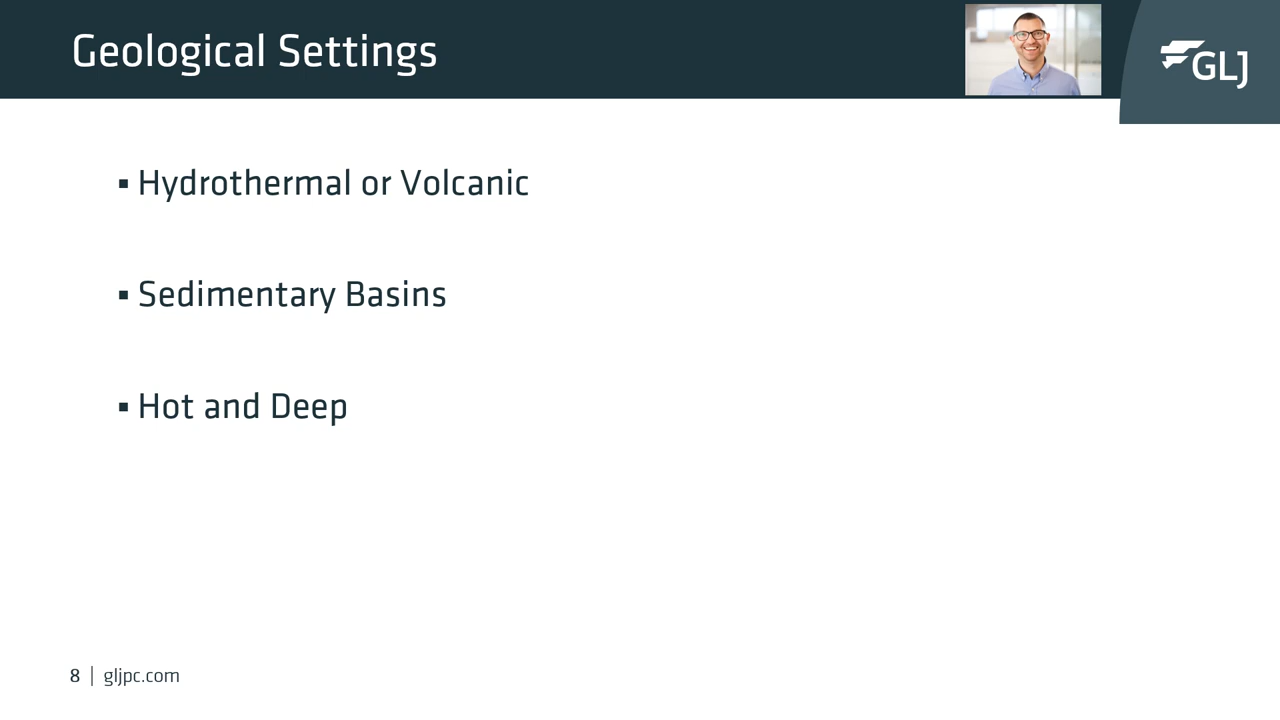 Geological Settings
GLJ
▪ Hydrothermal or Volcanic
▪ Sedimentary Basins
▪ Hot and Deep
8 | gljpc.com